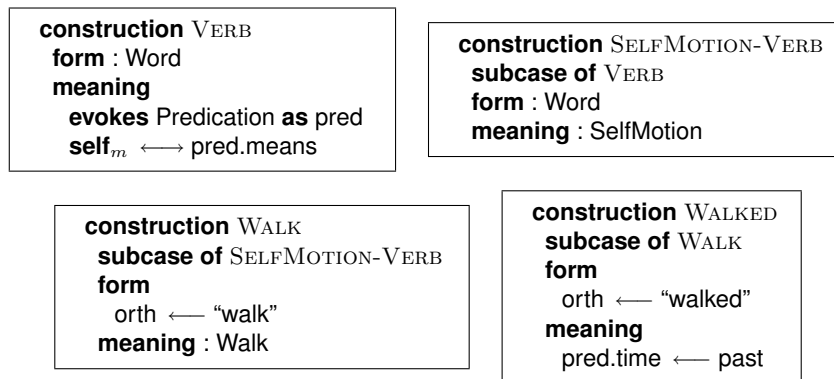 construction VERB
form : Word
meaning
evokes Predication as pred
selfₘ ⟷ pred.means
construction SELFMOTION-VERB
subcase of VERB
form : Word
meaning : SelfMotion
construction WALK
subcase of SELFMOTION-VERB
form
orth ⟵ “walk”
meaning : Walk
construction WALKED
subcase of WALK
form
orth ⟵ “walked”
meaning
pred.time ⟵ past